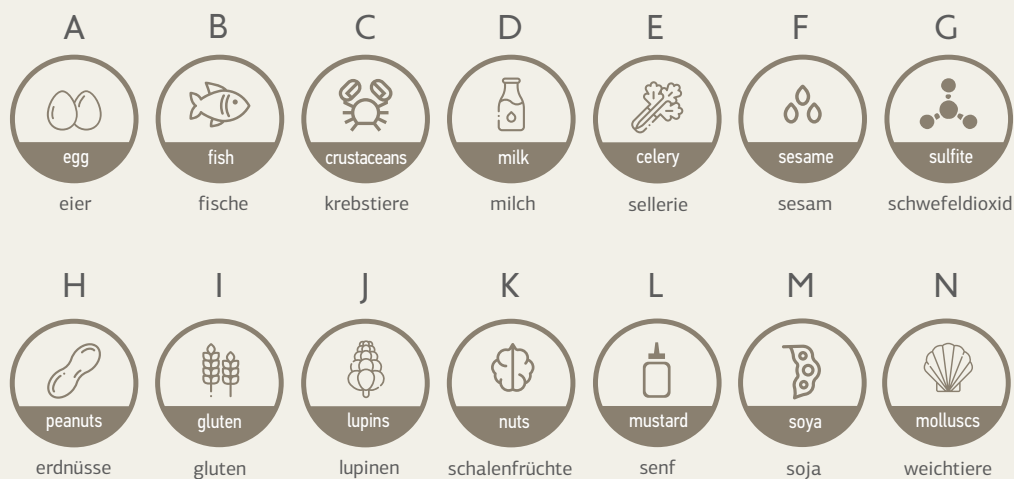 A B C D E F G
egg fish crustaceans milk celery sesame sulfite
eier fische krebstiere milch sellerie sesam schwefeldioxid
H I J K L M N
peanuts gluten lupins nuts mustard soya molluscs
erdnüsse gluten lupinen schalenfrüchte senf soja weichtiere